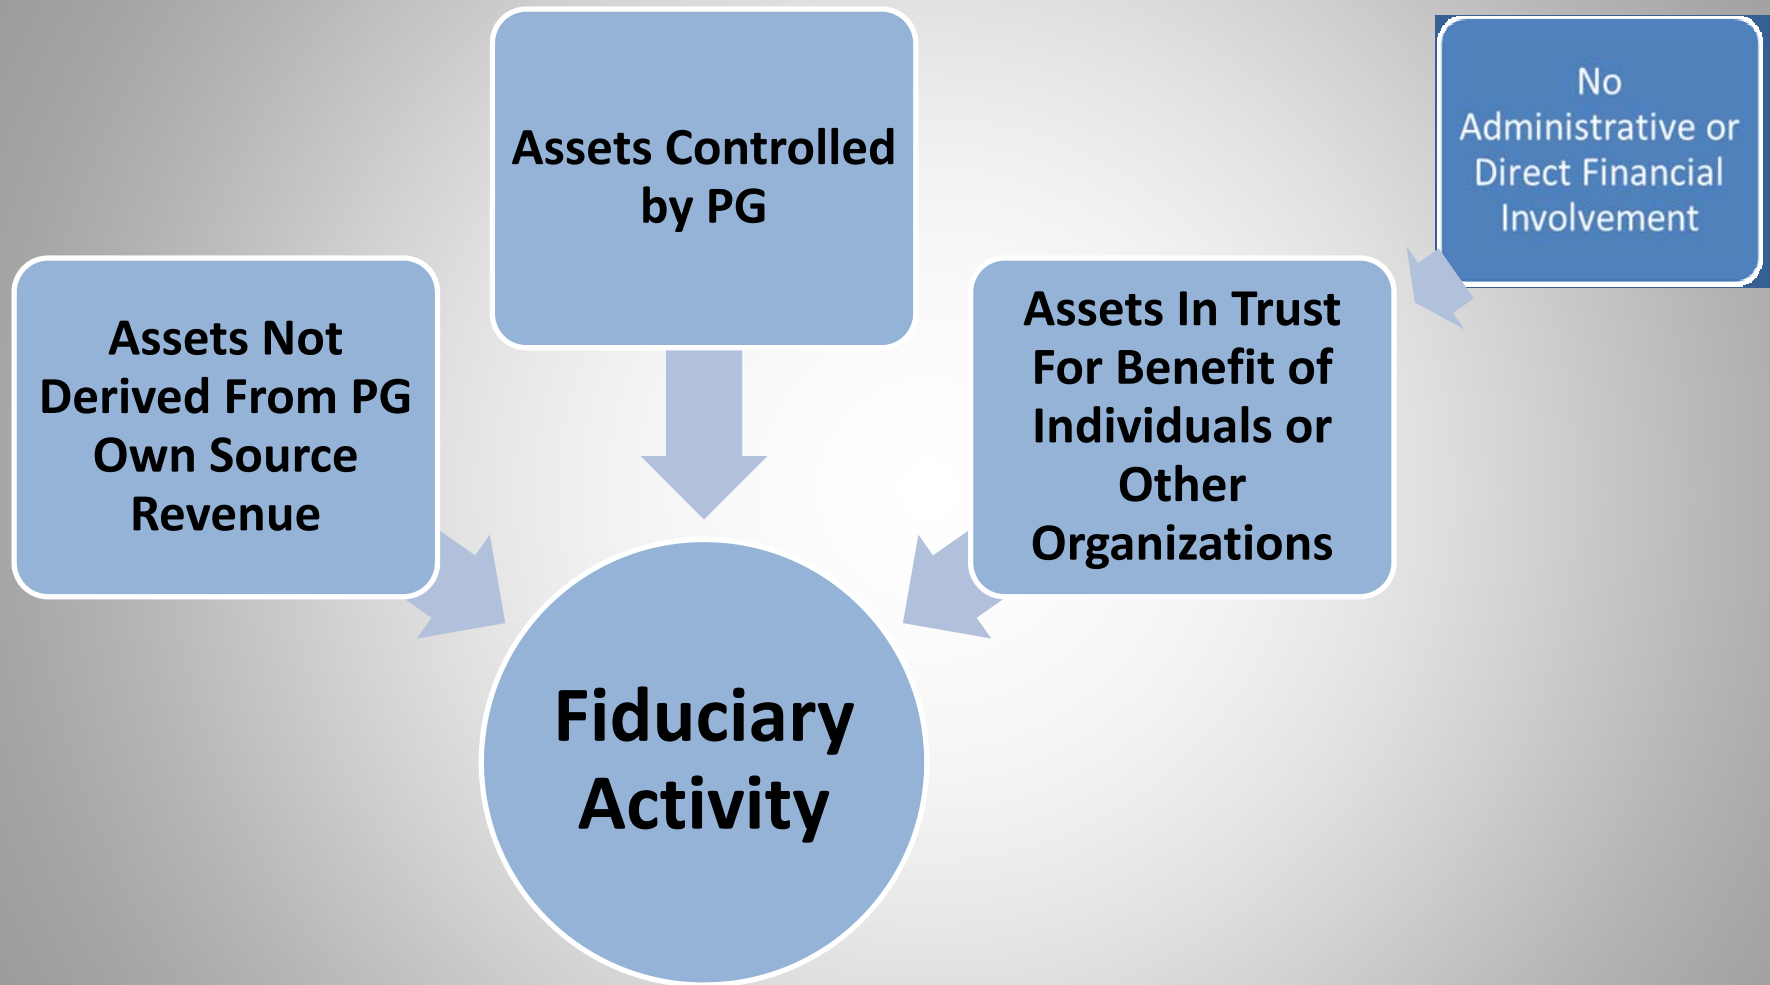 Assets Controlled
by PG
No
Administrative or
Direct Financial
Involvement
Assets Not
Derived From PG
Own Source
Revenue
Assets In Trust
For Benefit of
Individuals or
Other
Organizations
Fiduciary
Activity